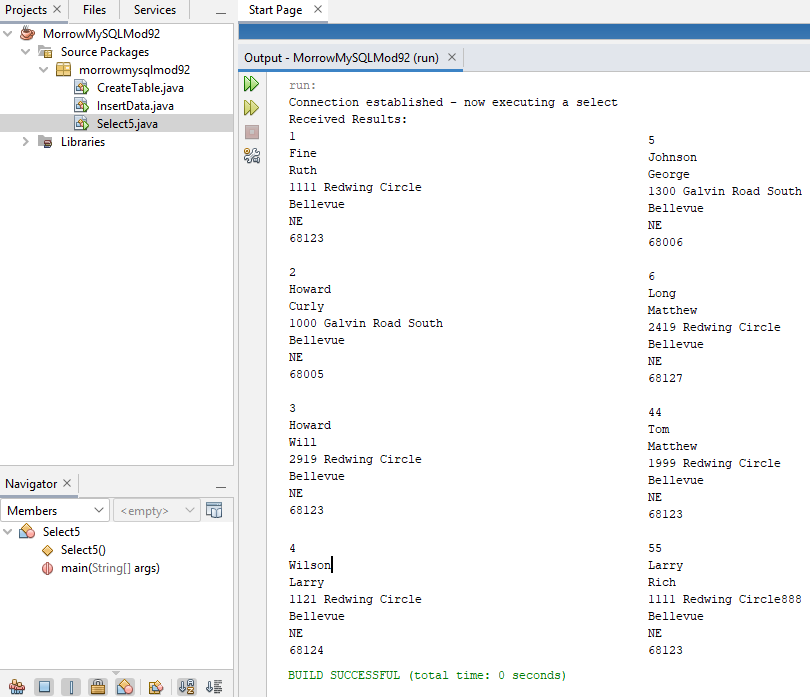 Projects
Files
Services
MorrowMySQLMod92
Source Packages
morrowmysqlmod92
CreateTable.java
InsertData.java
Select5.java
Libraries
Navigator
Members
<empty>
Select5
Select5()
main(String[] args)
Start Page
Output - MorrowMySQLMod92 (run)
run:
Connection established - now executing a select
Received Results:
1
Fine
Ruth
1111 Redwing Circle
Bellevue
NE
68123
2
Howard
Curly
1000 Galvin Road South
Bellevue
NE
68005
3
Howard
Will
2919 Redwing Circle
Bellevue
NE
68123
4
Wilson
Larry
1121 Redwing Circle
Bellevue
NE
68124
5
Johnson
George
1300 Galvin Road South
Bellevue
NE
68006
6
Long
Matthew
2419 Redwing Circle
Bellevue
NE
68127
44
Tom
Matthew
1999 Redwing Circle
Bellevue
NE
68123
55
Larry
Rich
1111 Redwing Circle888
Bellevue
NE
68123
BUILD SUCCESSFUL (total time: 0 seconds)